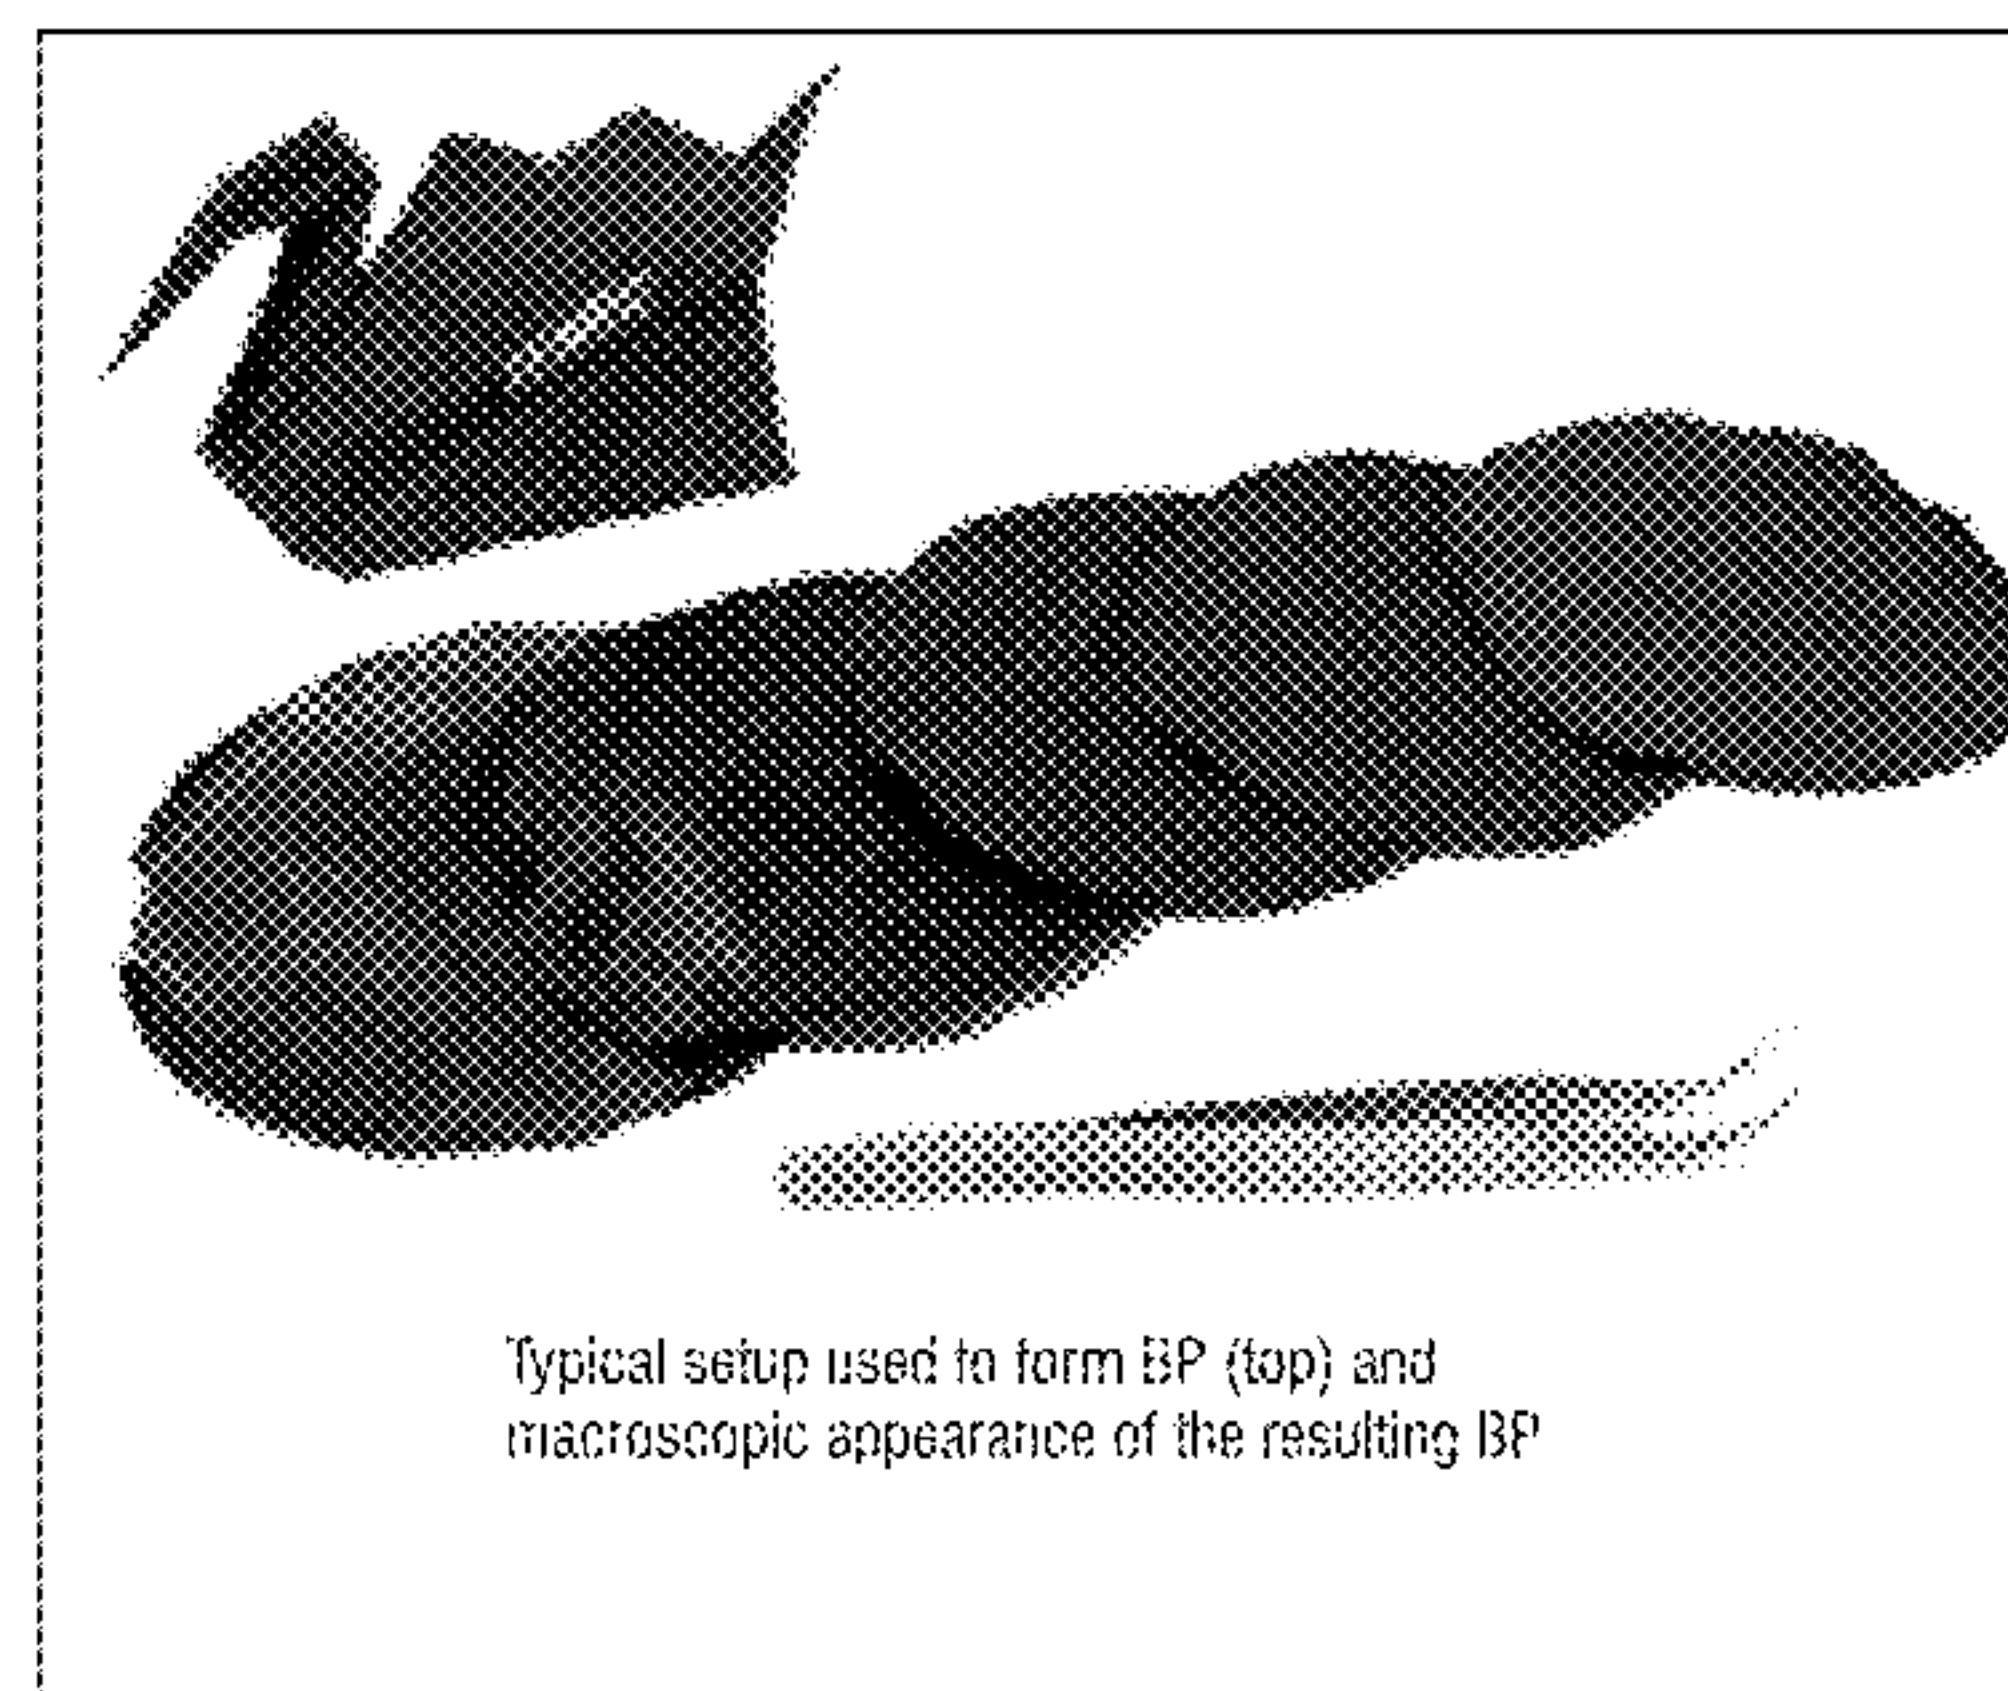 Typical setup used to form BP (top) and
macroscopic appearance of the resulting BP